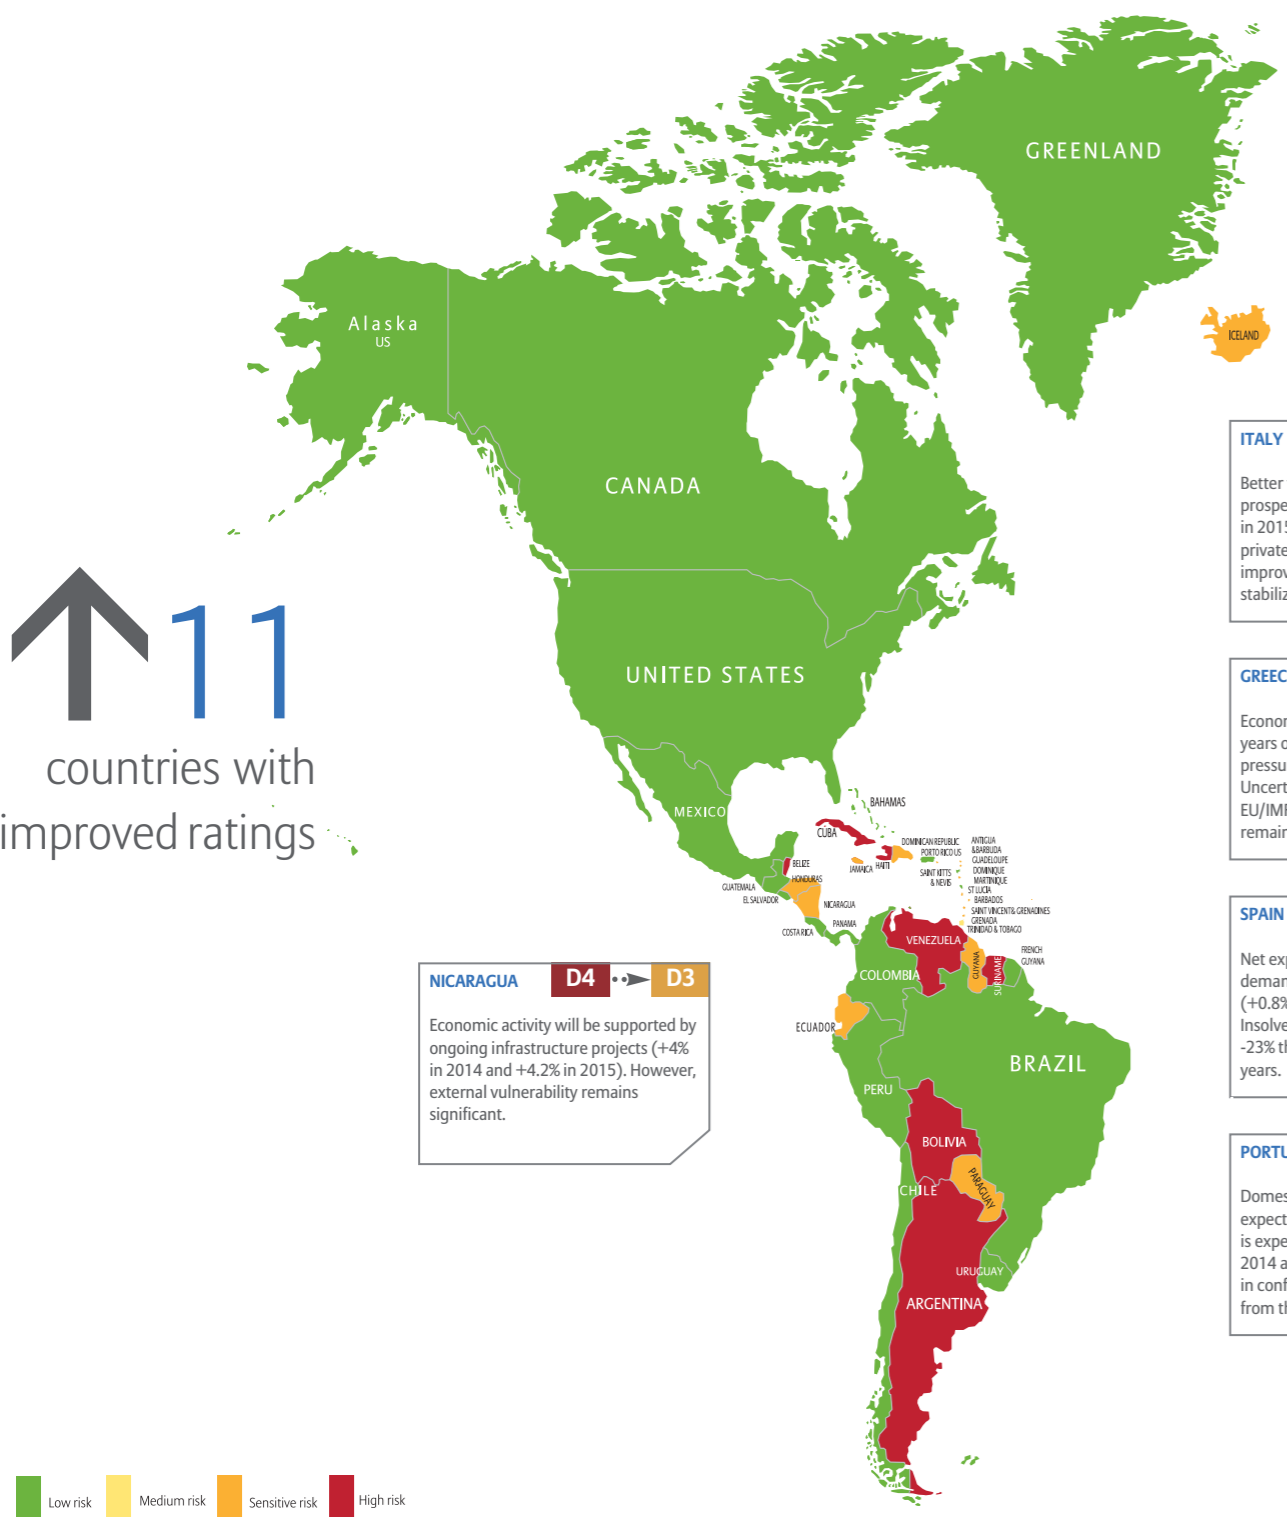 GREENLAND
Alaska
US
ICELAND
CANADA
11
countries with
improved ratings
UNITED STATES
MEXICO
BAHAMAS
CUBA
DOMINICAN REPUBLIC
PORTO RICO US
JAMAICA
HAITI
SAINT KITTS
& NEVIS
ANTIGUA
&BARBUDA
GUADELOUPE
DOMINIQUE
MARTINIQUE
ST LUCIA
BARBADOS
SAINT VINCENT& GRENADINES
GRENADA
TRINIDAD & TOBAGO
BELIZE
HONDURAS
GUATEMALA
EL SALVADOR
NICARAGUA
COSTA RICA
PANAMA
VENEZUELA
GUYANA
SURINAME
FRENCH
GUYANA
COLOMBIA
ECUADOR
BRAZIL
PERU
BOLIVIA
PARAGUAY
CHILE
URUGUAY
ARGENTINA
NICARAGUA D4 D3
Economic activity will be supported by
ongoing infrastructure projects (+4%
in 2014 and +4.2% in 2015). However,
external vulnerability remains
significant.
ITALY
Better
prospe
in 2015
private
improv
stabiliz
GREEC
Econor
years o
pressu
Uncert
EU/IMF
remain
SPAIN
Net exp
demar
(+0.8%
Insolve
-23% th
years.
PORTU
Domes
expect
is expe
2014 a
in conf
from th
Low risk
Medium risk
Sensitive risk
High risk